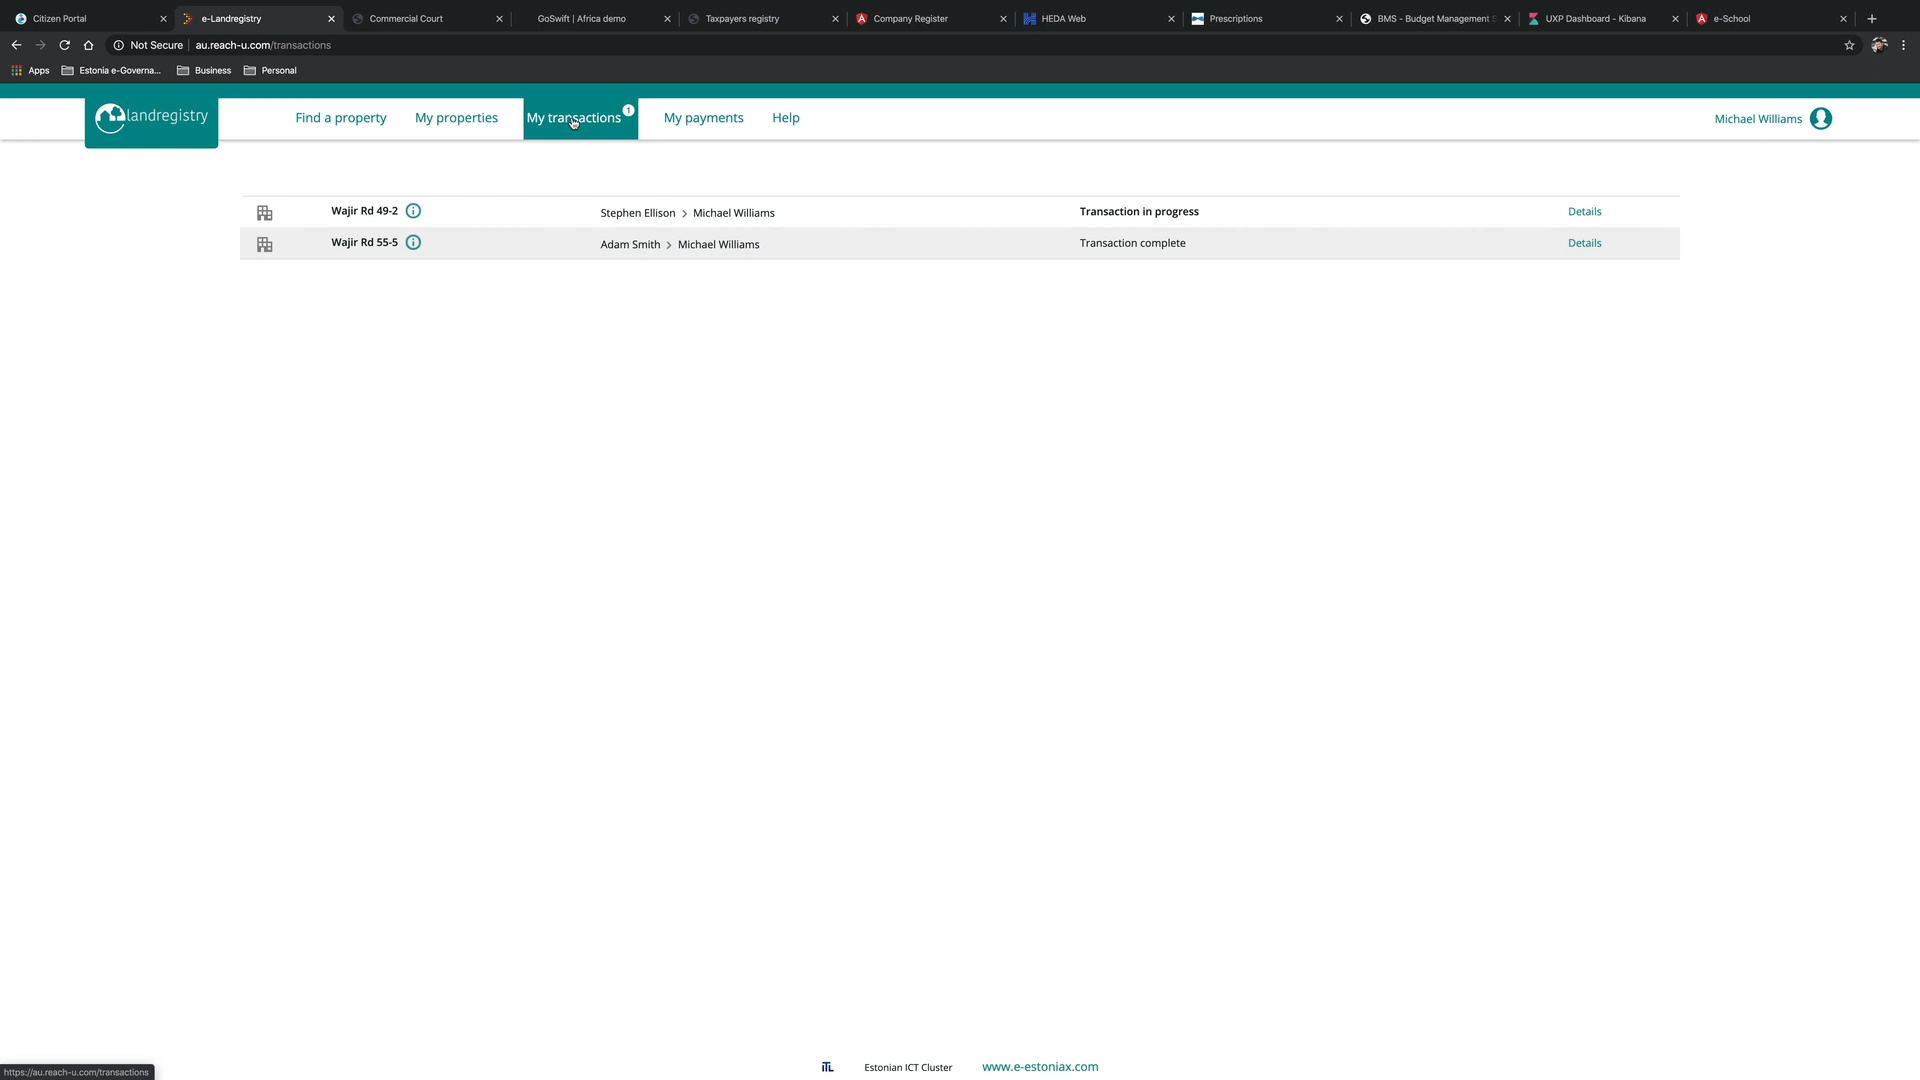 Citizen Portal
e-Landregistry
Commercial Court
GoSwift | Africa demo
Taxpayers registry
Company Register
HEDA Web
Prescriptions
BMS - Budget Management S
UXP Dashboard - Kibana
e-School
Not Secure
au.reach-u.com/transactions
Apps
Estonia e-Governa...
Business
Personal
landregistry
Find a property
My properties
My transactions
1
My payments
Help
Michael Williams
Wajir Rd 49-2
Stephen Ellison > Michael Williams
Transaction in progress
Details
Wajir Rd 55-5
Adam Smith > Michael Williams
Transaction complete
Details
ITL
Estonian ICT Cluster
www.e-estoniax.com
https://au.reach-u.com/transactions